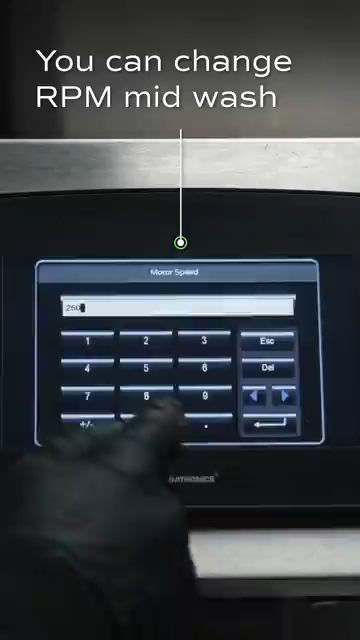 You can change
RPM mid wash
Motor Speed
250
1 2 3 Esc
4 5 6 Del
7 8 9
+/- .